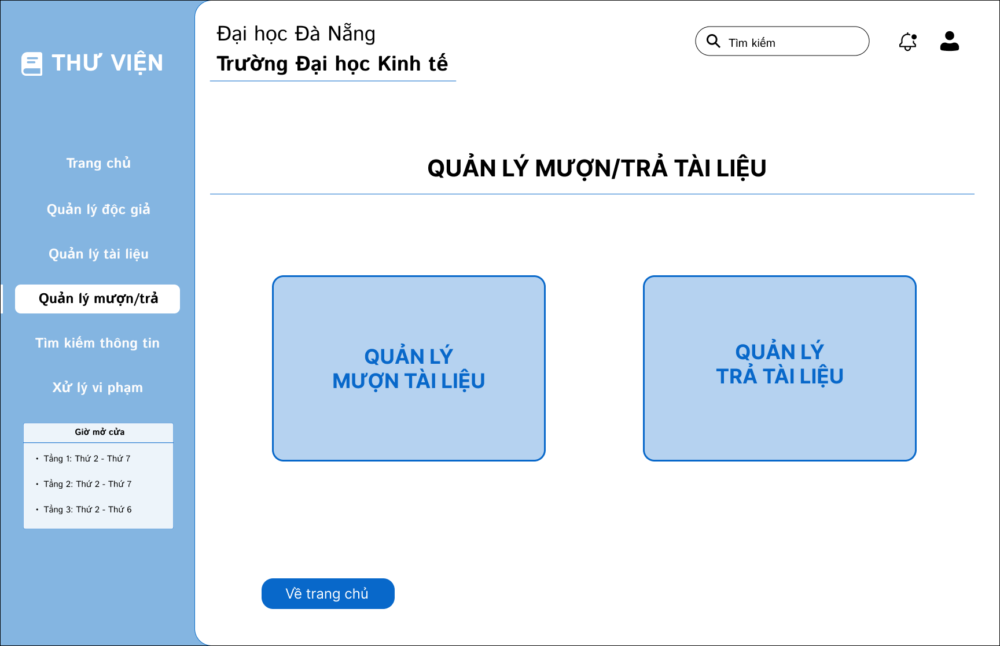 THƯ VIỆN
Trang chủ
Quản lý độc giả
Quản lý tài liệu
Quản lý mượn/trả
Tìm kiếm thông tin
Xử lý vi phạm
Giờ mở cửa
• Tầng 1: Thứ 2 - Thứ 7
• Tầng 2: Thứ 2 - Thứ 7
• Tầng 3: Thứ 2 - Thứ 6
Đại học Đà Nẵng
Trường Đại học Kinh tế
Tìm kiếm
QUẢN LÝ MƯỢN/TRẢ TÀI LIỆU
QUẢN LÝ
MƯỢN TÀI LIỆU
QUẢN LÝ
TRẢ TÀI LIỆU
Về trang chủ